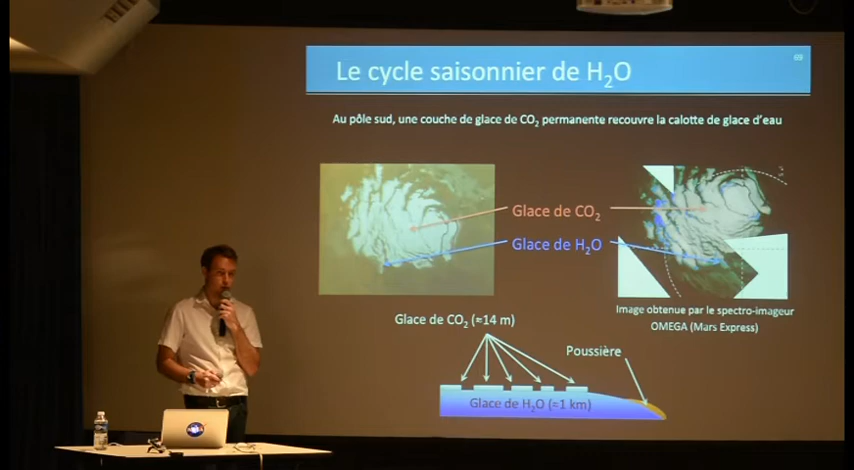 Le cycle saisonnier de H₂O
69
Au pôle sud, une couche de glace de CO₂ permanente recouvre la calotte de glace d'eau
Glace de CO₂
Glace de H₂O
Image obtenue par le spectro-imageur
OMEGA (Mars Express)
Glace de CO₂ (≈14 m)
Poussière
Glace de H₂O (≈1 km)